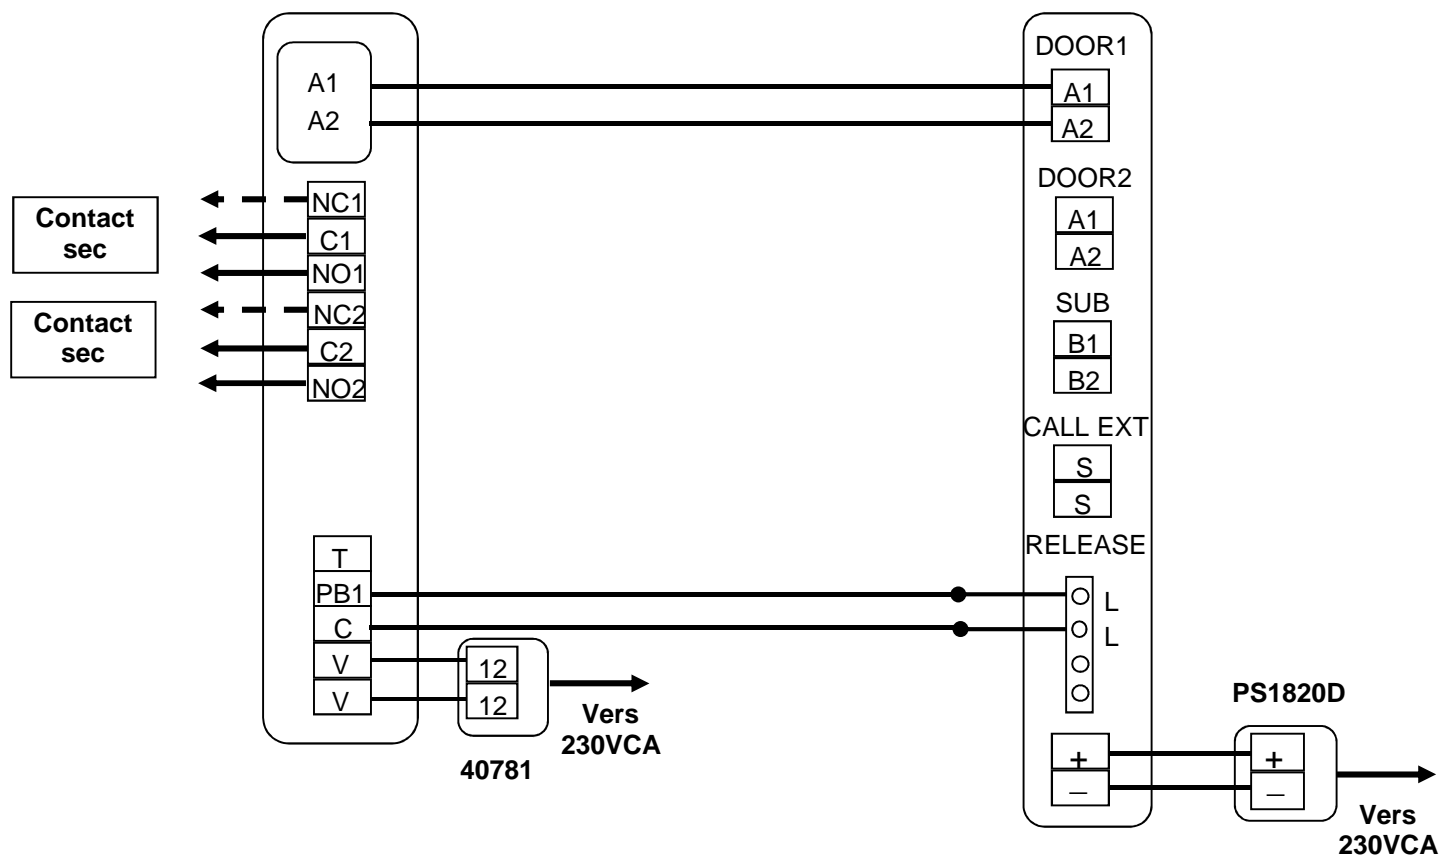 A1
A2
NC1
C1
NO1
NC2
C2
NO2
Contact
sec
Contact
sec
T
PB1
C
V
V
12
12
40781
Vers
230VCA
DOOR1
A1
A2
DOOR2
A1
A2
SUB
B1
B2
CALL EXT
S
S
RELEASE
L
L
+
–
PS1820D
+
–
Vers
230VCA